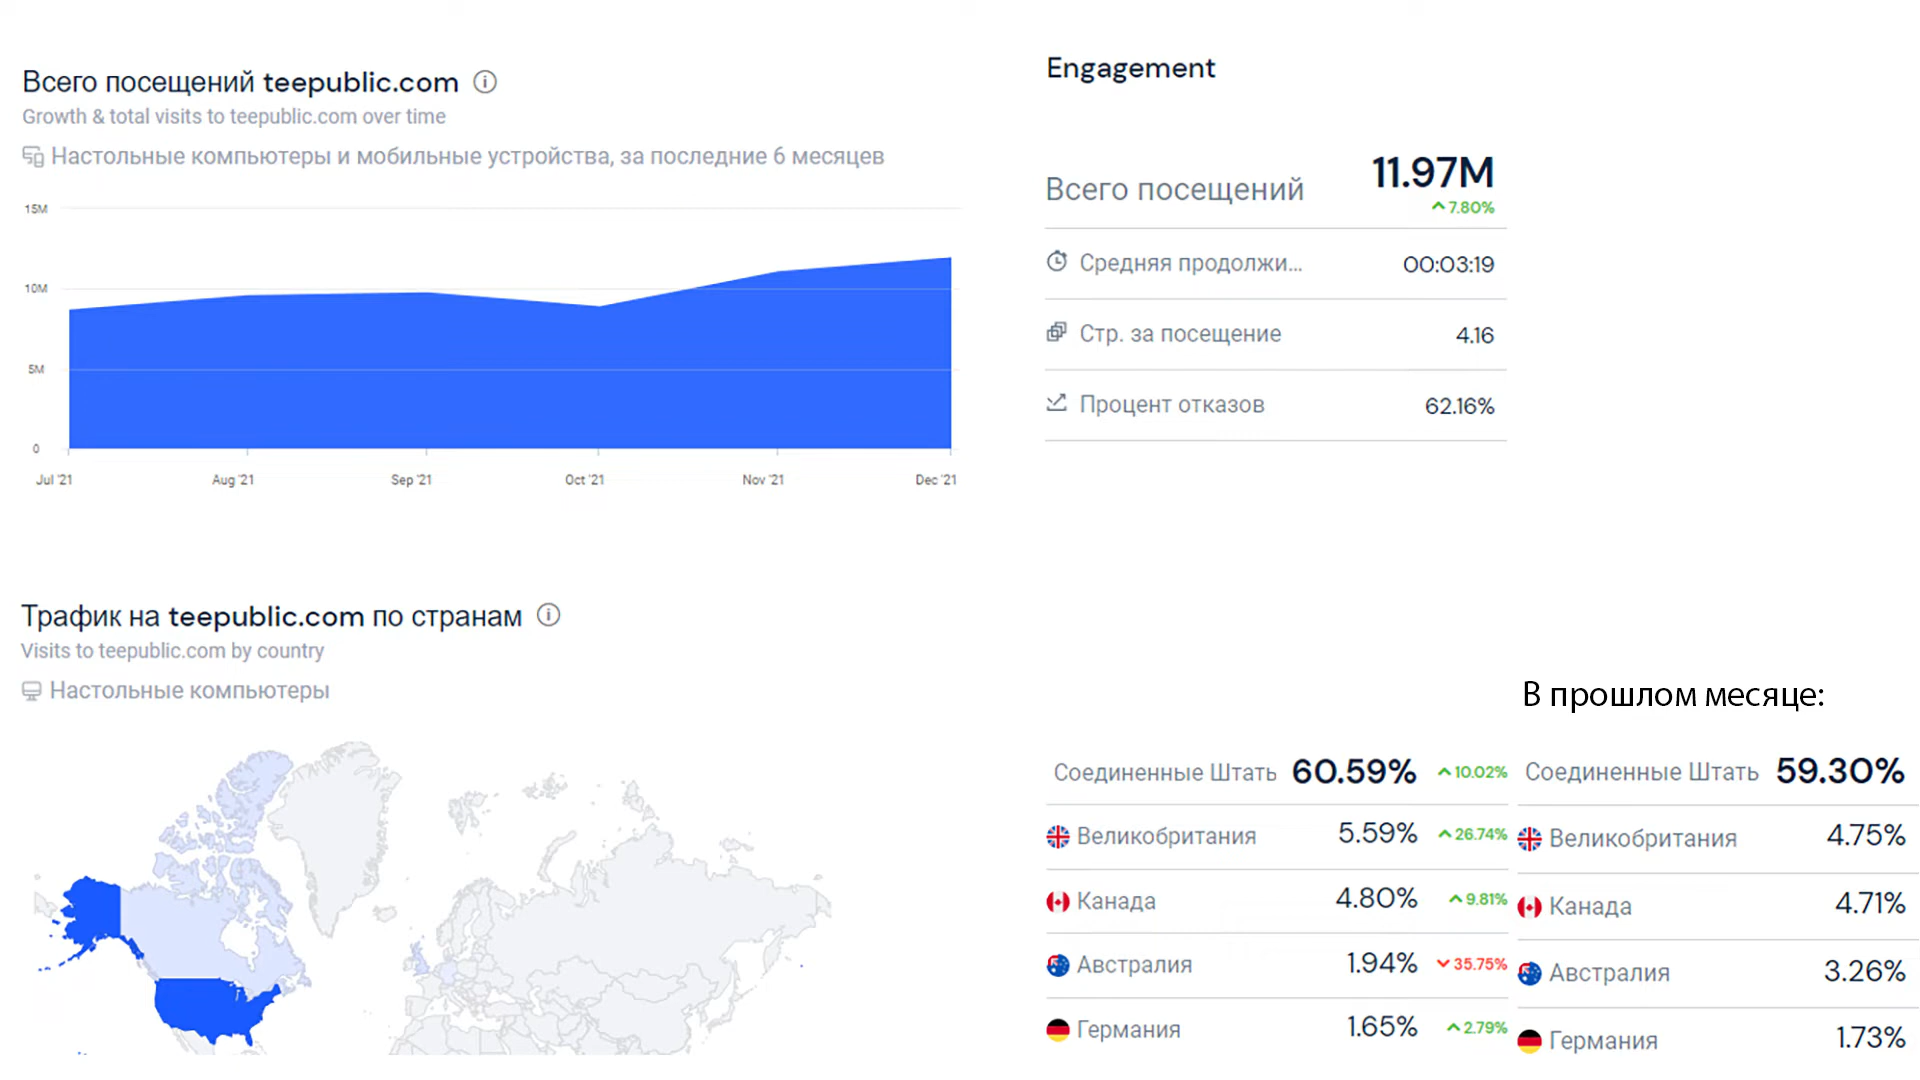 Всего посещений teepublic.com
Growth & total visits to teepublic.com over time
Настольные компьютеры и мобильные устройства, за последние 6 месяцев
15M
10M
5M
0
Jul '21
Aug '21
Sep '21
Oct '21
Nov '21
Dec '21
Engagement
Всего посещений 11.97M
7.80%
Средняя продолжи... 00:03:19
Стр. за посещение 4.16
Процент отказов 62.16%
Трафик на teepublic.com по странам
Visits to teepublic.com by country
Настольные компьютеры
Соединенные Штать 60.59% 10.02%
Великобритания 5.59% 26.74%
Канада 4.80% 9.81%
Австралия 1.94% 35.75%
Германия 1.65% 2.79%
В прошлом месяце:
Соединенные Штать 59.30%
Великобритания 4.75%
Канада 4.71%
Австралия 3.26%
Германия 1.73%